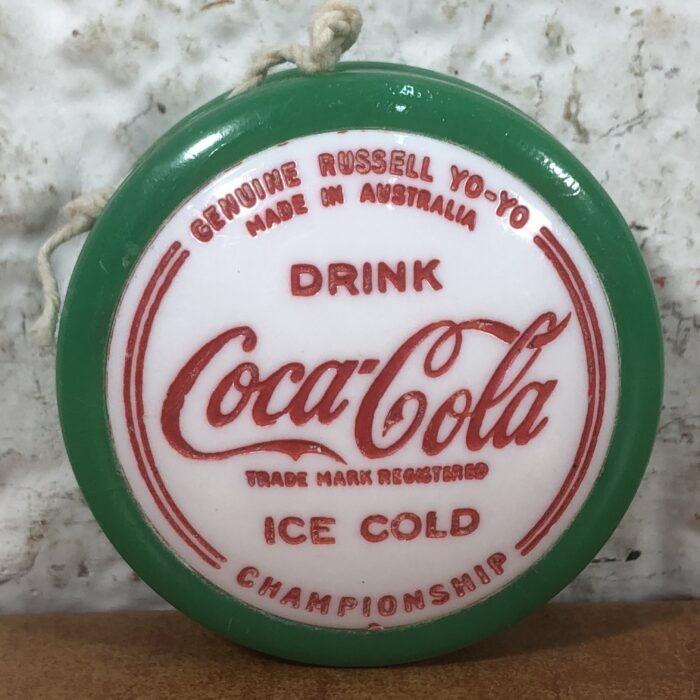 GENUINE RUSSELL YO-YO
MADE IN AUSTRALIA
DRINK
Coca-Cola
TRADE MARK REGISTERED
ICE COLD
CHAMPIONSHIP